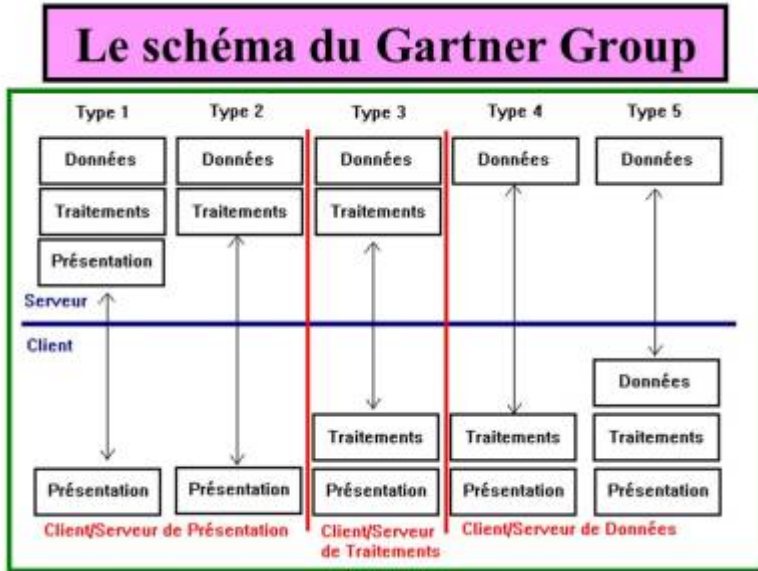 Le schéma du Gartner Group
Type 1 Type 2 Type 3 Type 4 Type 5
Données Données Données Données Données
Traitements Traitements Traitements
Présentation
Serveur
Client
Données
Traitements Traitements Traitements
Présentation Présentation Présentation Présentation Présentation
Client/Serveur de Présentation Client/Serveur Client/Serveur de Données
de Traitements